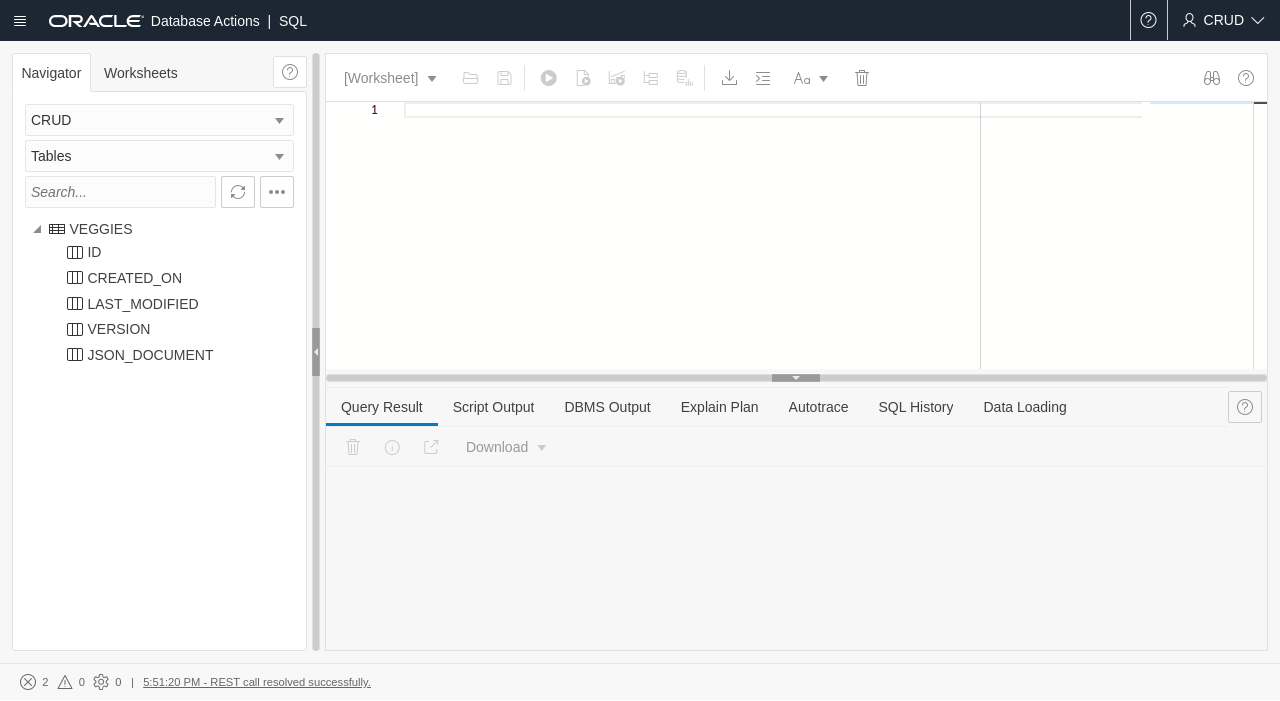 ORACLE Database Actions | SQL
CRUD
Navigator
Worksheets
CRUD
Tables
Search...
VEGGIES
ID
CREATED_ON
LAST_MODIFIED
VERSION
JSON_DOCUMENT
[Worksheet]
Aa
1
Query Result
Script Output
DBMS Output
Explain Plan
Autotrace
SQL History
Data Loading
Download
2
0
0
|
5:51:20 PM - REST call resolved successfully.